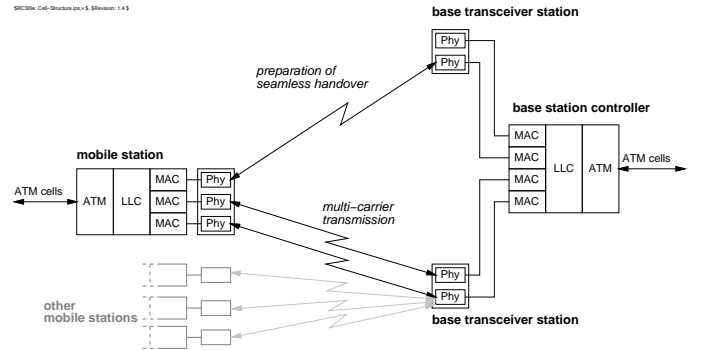 $RCSfile: Cell-Structure.ips,v $, $Revision: 1.4 $
base transceiver station
Phy
Phy
preparation of
seamless handover
base station controller
MAC
MAC
MAC
MAC
LLC
ATM
ATM cells
mobile station
ATM cells
ATM
LLC
MAC
MAC
MAC
Phy
Phy
Phy
multi-carrier
transmission
Phy
Phy
base transceiver station
other
mobile stations